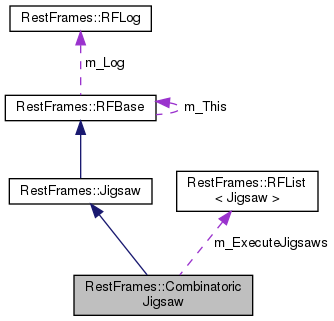 RestFrames::RFLog
m_Log
RestFrames::RFBase
m_This
RestFrames::Jigsaw
RestFrames::RFList
< Jigsaw >
m_ExecuteJigsaws
RestFrames::Combinatoric
Jigsaw